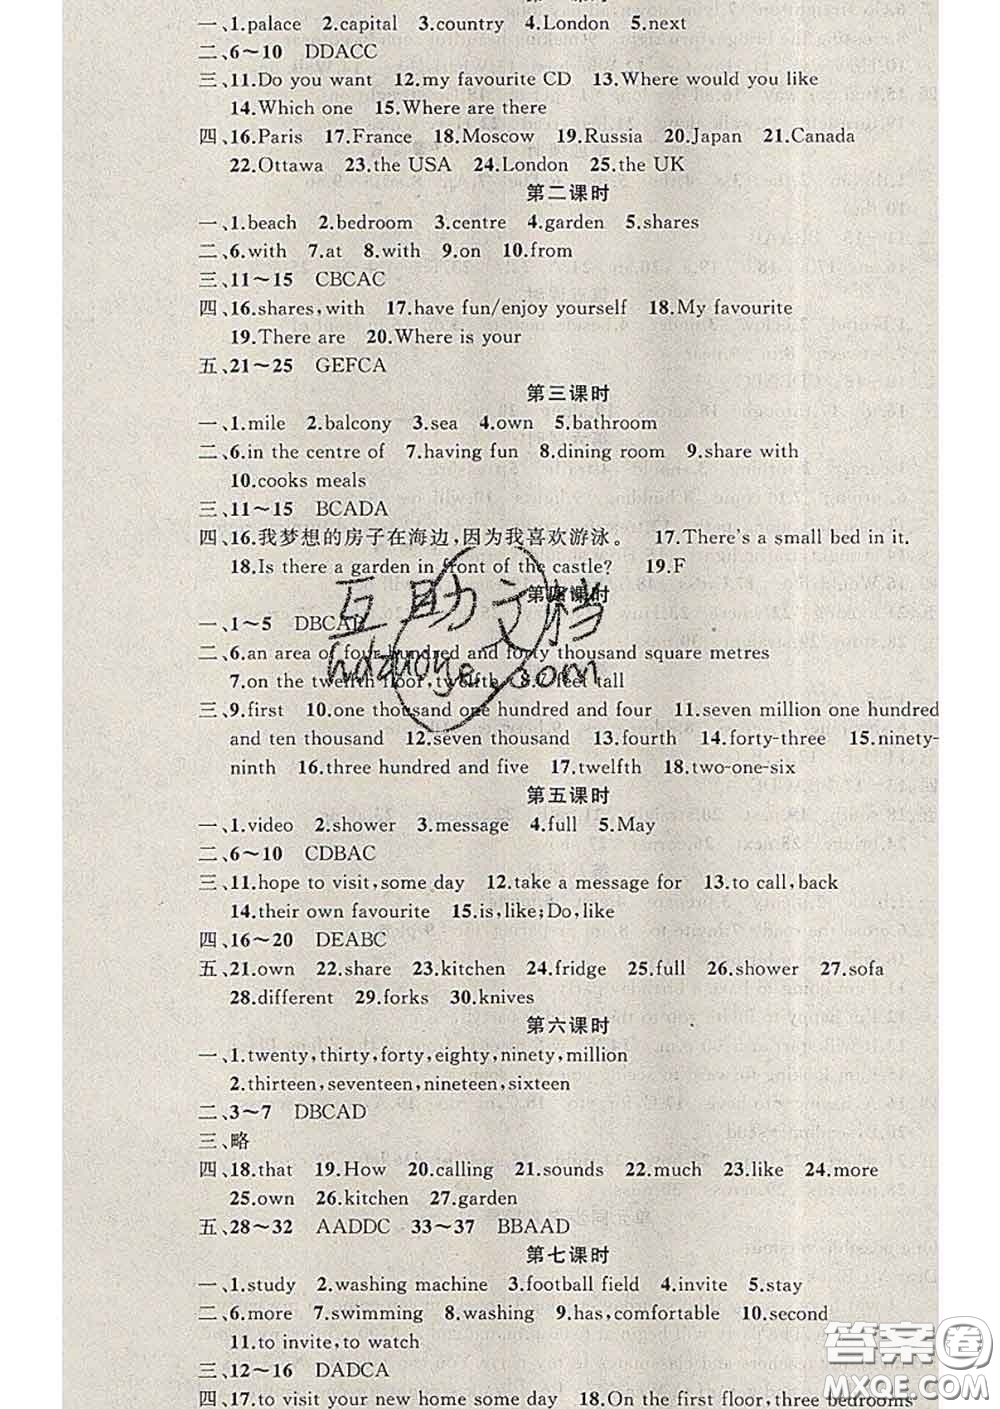 一、1.palace 2.capital 3.country 4.London 5.next
二、6～10 DDACC
三、11.Do you want 12.my favourite CD 13.Where would you like
14.Which one 15.Where are there
四、16.Paris 17.France 18.Moscow 19.Russia 20.Japan 21.Canada
22.Ottawa 23.the USA 24.London 25.the UK
第二课时
一、1.beach 2.bedroom 3.centre 4.garden 5.shares
二、6.with 7.at 8.with 9.on 10.from
三、11～15 CBCAC
四、16.shares,with 17.have fun/enjoy yourself 18.My favourite
19.There are 20.Where is your
五、21～25 GEFCA
第三课时
一、1.mile 2.balcony 3.sea 4.own 5.bathroom
二、6.in the centre of 7.having fun 8.dining room 9.share with
10.cooks meals
三、11～15 BCADA
四、16.我梦想的房子在海边,因为我喜欢游泳。 17.There's a small bed in it.
18.Is there a garden in front of the castle? 19.F
第四课时
一、1～5 DBCAD
二、6.an area of four hundred and forty thousand square metres
7.on the twelfth floor,twelfth 8.2 feet tall
三、9.first 10.one thousand one hundred and four 11.seven million one hundred
and ten thousand 12.seven thousand 13.fourth 14.forty-three 15.ninety-
ninth 16.three hundred and five 17.twelfth 18.two-one-six
第五课时
一、1.video 2.shower 3.message 4.full 5.May
二、6～10 CDBAC
三、11.hope to visit,some day 12.take a message for 13.to call,back
14.their own favourite 15.is,like;Do,like
四、16～20 DEABC
五、21.own 22.share 23.kitchen 24.fridge 25.full 26.shower 27.sofa
28.different 29.forks 30.knives
第六课时
一、1.twenty,thirty,forty,eighty,ninety,million
2.thirteen,seventeen,nineteen,sixteen
二、3～7 DBCAD
三、略
四、18.that 19.How 20.calling 21.sounds 22.much 23.like 24.more
25.own 26.kitchen 27.garden
五、28～32 AADDC 33～37 BBAAD
第七课时
一、1.study 2.washing machine 3.football field 4.invite 5.stay
二、6.more 7.swimming 8.washing 9.has,comfortable 10.second
11.to invite,to watch
三、12～16 DADCA
四、17.to visit your new home some day 18.On the first floor,three bedrooms
互助文档
hdzuoye.com
答案圈
MXQE.COM